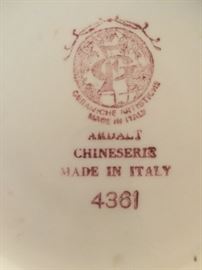 CERAMICHE ARTISTICHE
MADE IN ITALY
ARDALT
CHINESERIE
MADE IN ITALY
4361